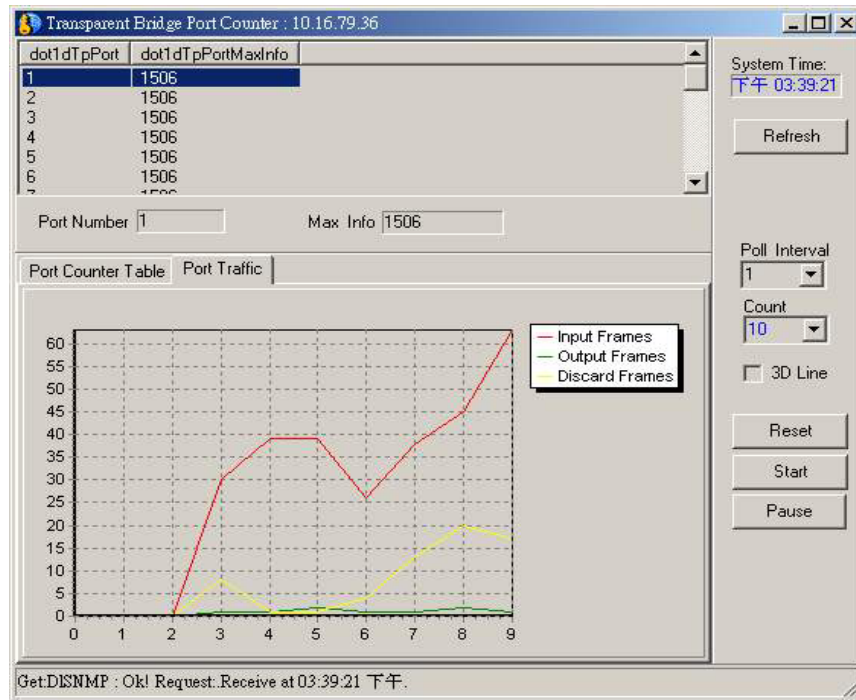 Transparent Bridge Port Counter : 10.16.79.36
dot1dTpPort dot1dTpPortMaxInfo
1 1506
2 1506
3 1506
4 1506
5 1506
6 1506
Port Number 1 Max Info 1506
System Time:
下午 03:39:21
Refresh
Poll Interval
1
Count
10
3D Line
Reset
Start
Pause
Port Counter Table Port Traffic
60
55
50
45
40
35
30
25
20
15
10
5
0
0 1 2 3 4 5 6 7 8 9
Input Frames
Output Frames
Discard Frames
Get:DlSNMP : Ok! Request:.Receive at 03:39:21 下午.